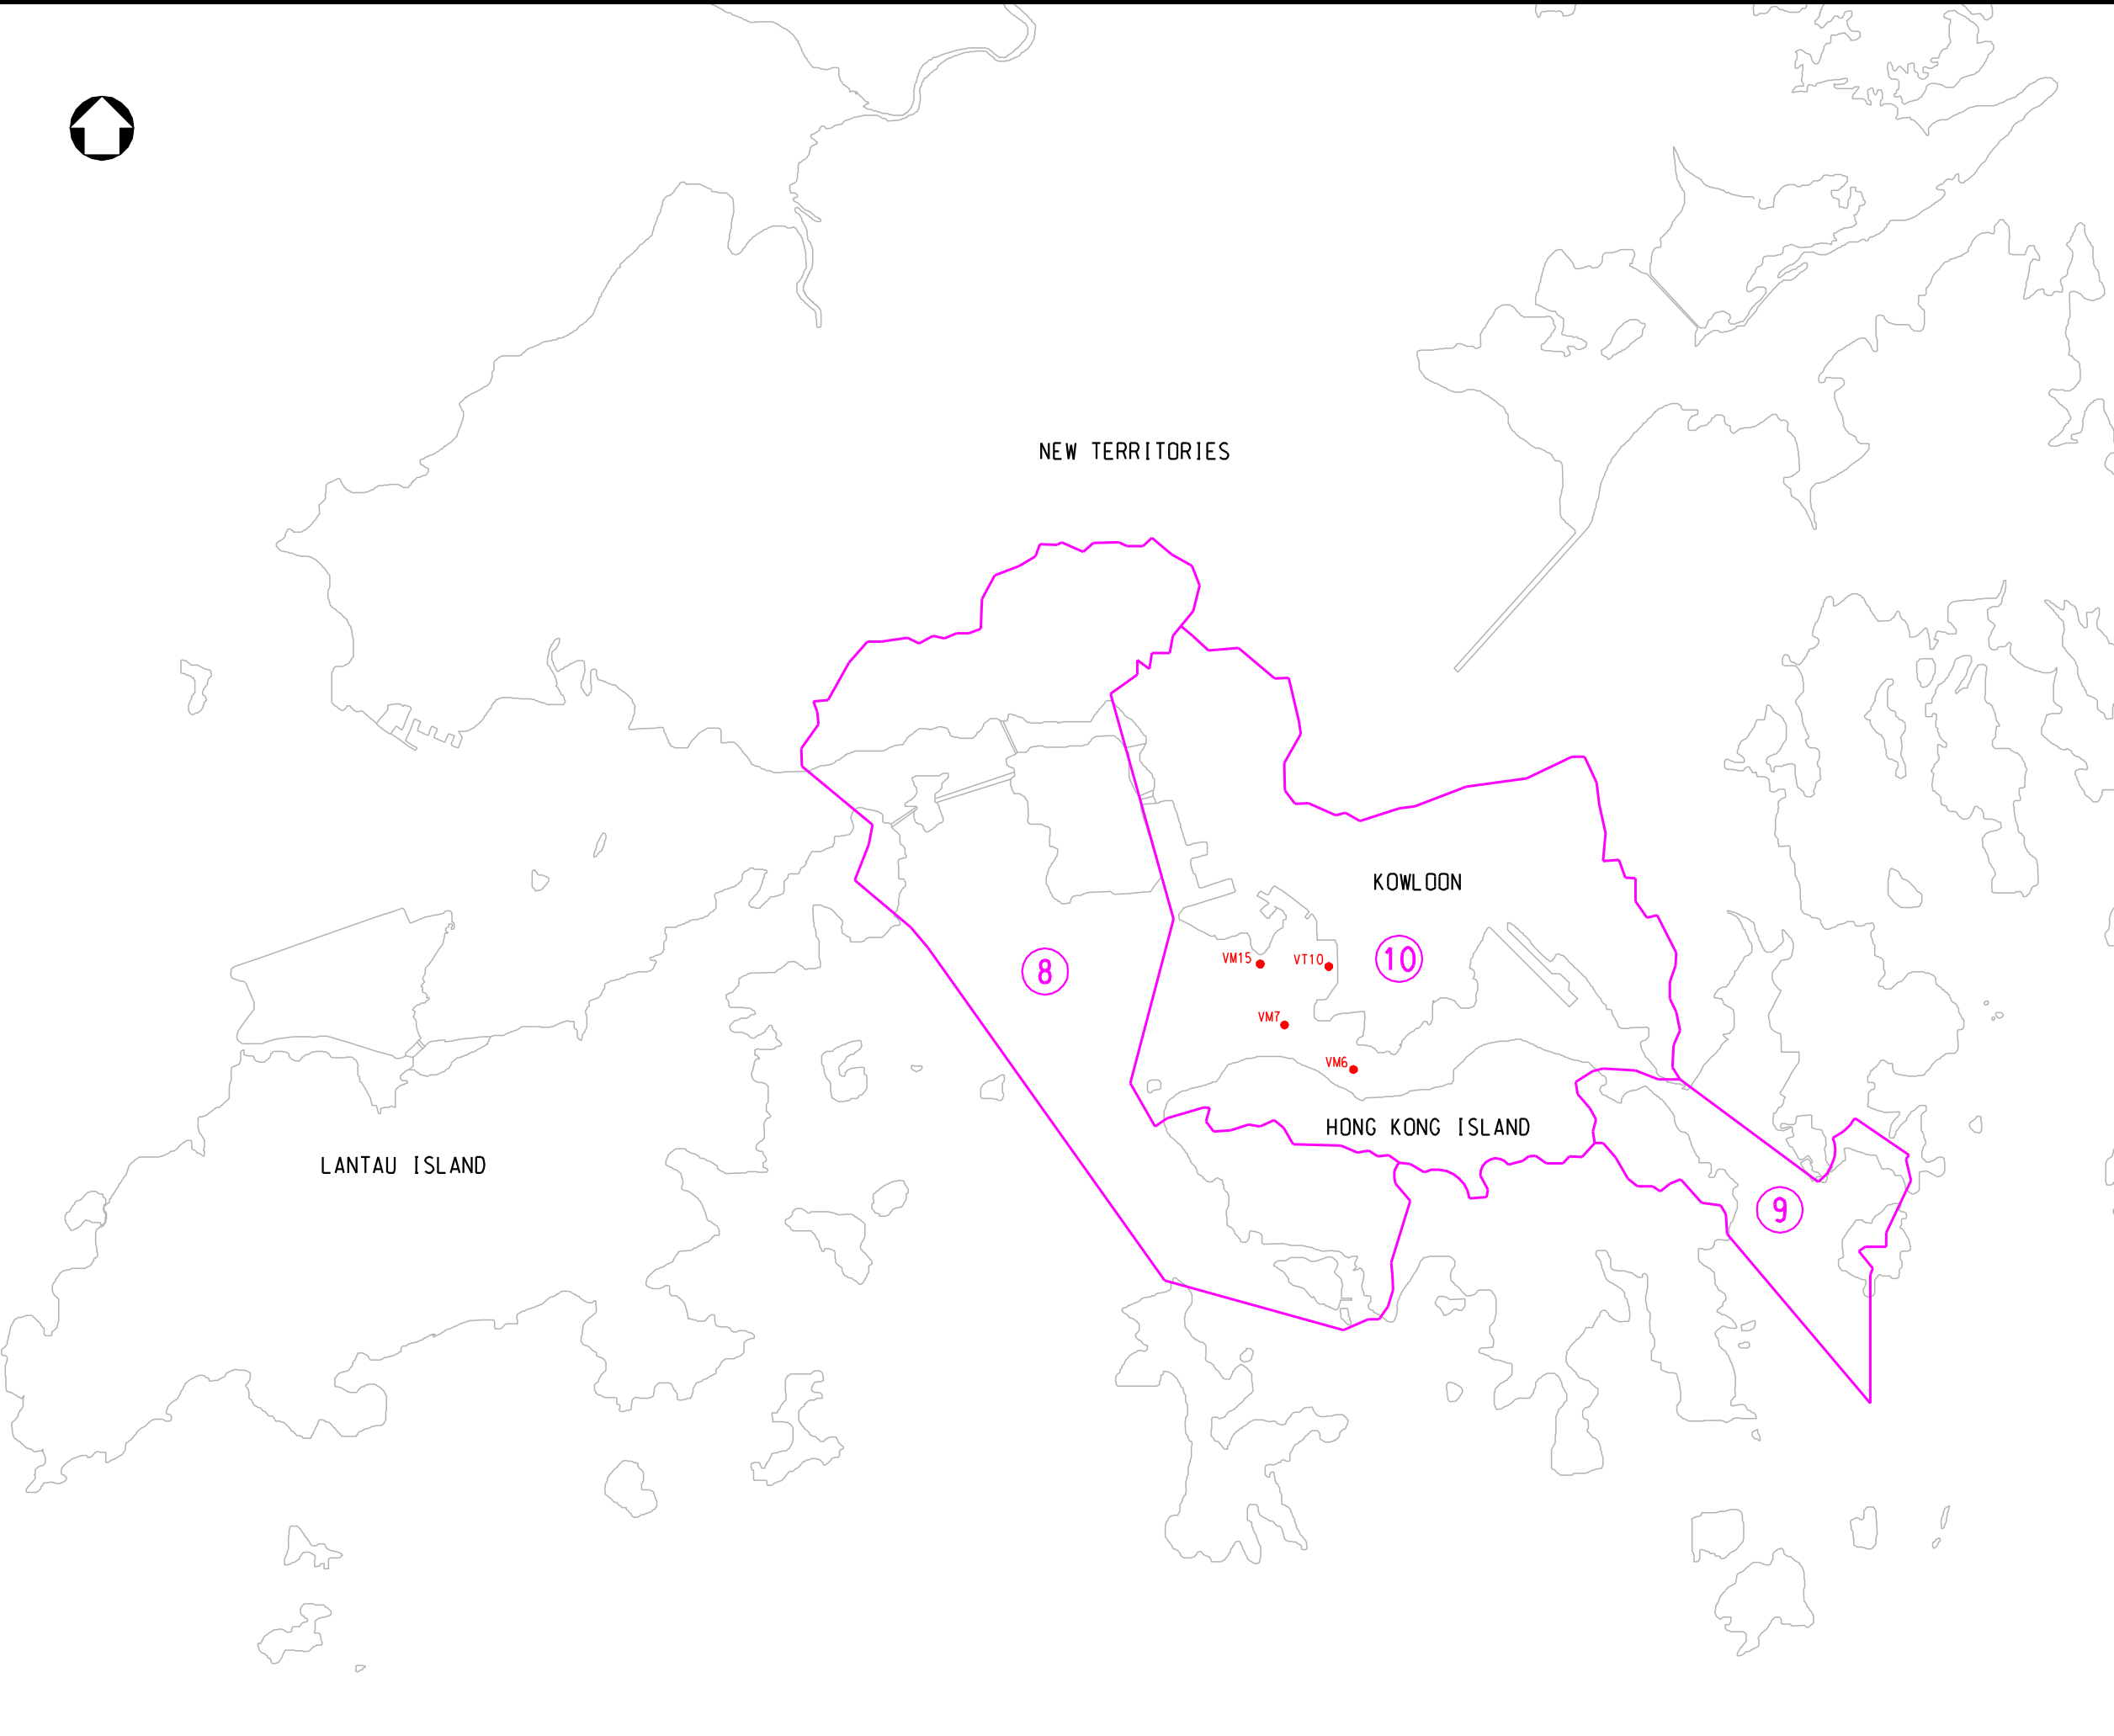 NEW TERRITORIES
KOWLOON
8
10
VM15
VT10
VM7
VM6
HONG KONG ISLAND
LANTAU ISLAND
9